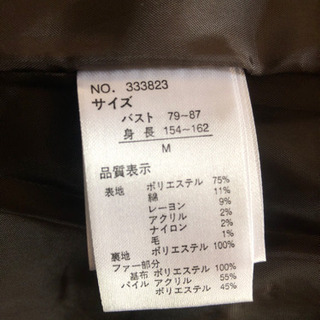 NO. 333823
サイズ
バスト 79~87
身長 154~162
M
品質表示
表地 ポリエステル 75%
綿 11%
レーヨン 9%
アクリル 2%
ナイロン 2%
毛 1%
裏地 ポリエステル 100%
ファー部分
基布 ポリエステル 100%
パイル アクリル 55%
ポリエステル 45%